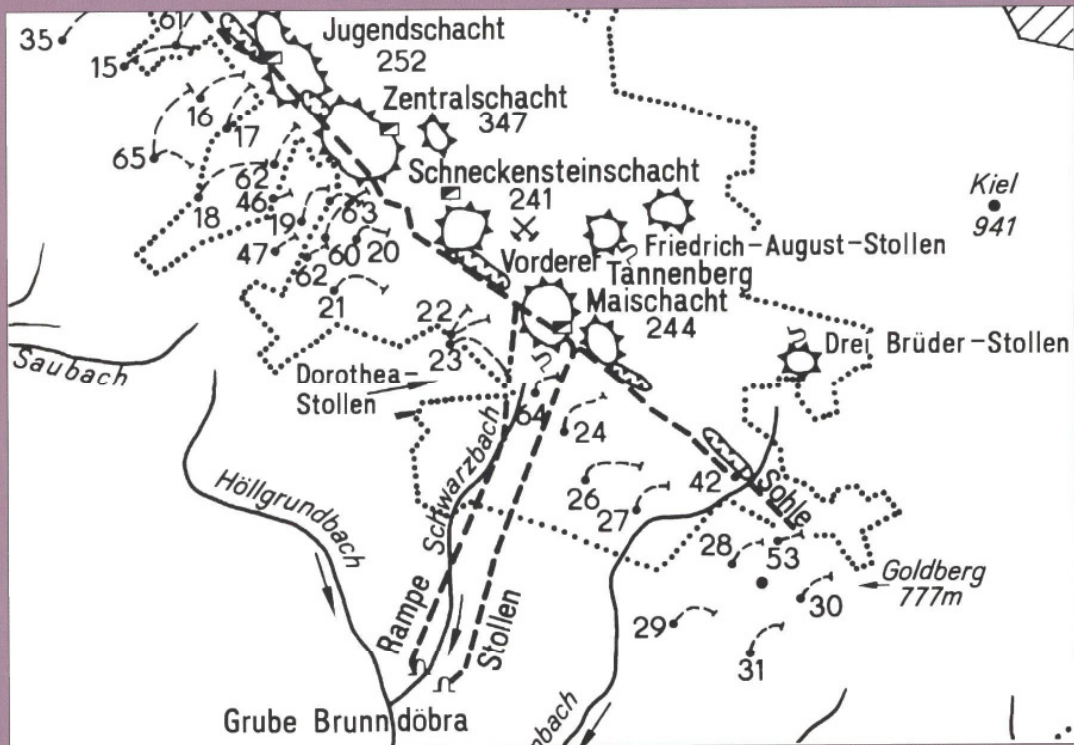 35
61
15
Jugendschacht
252
16
17
Zentralschacht
347
65
62
Schneckensteinschacht
241
18
46
19
63
Kiel
941
47
60
20
62
Friedrich-August-Stollen
Vorderer
Tannenberg
21
Maischacht
244
22
23
Drei Brüder-Stollen
Saubach
Dorothea-
Stollen
64
24
Schwarzbach
Höllgrundbach
26
27
42
Sohle
28
53
Goldberg
777m
30
29
31
Rampe
Stollen
Grube Brunndöbra